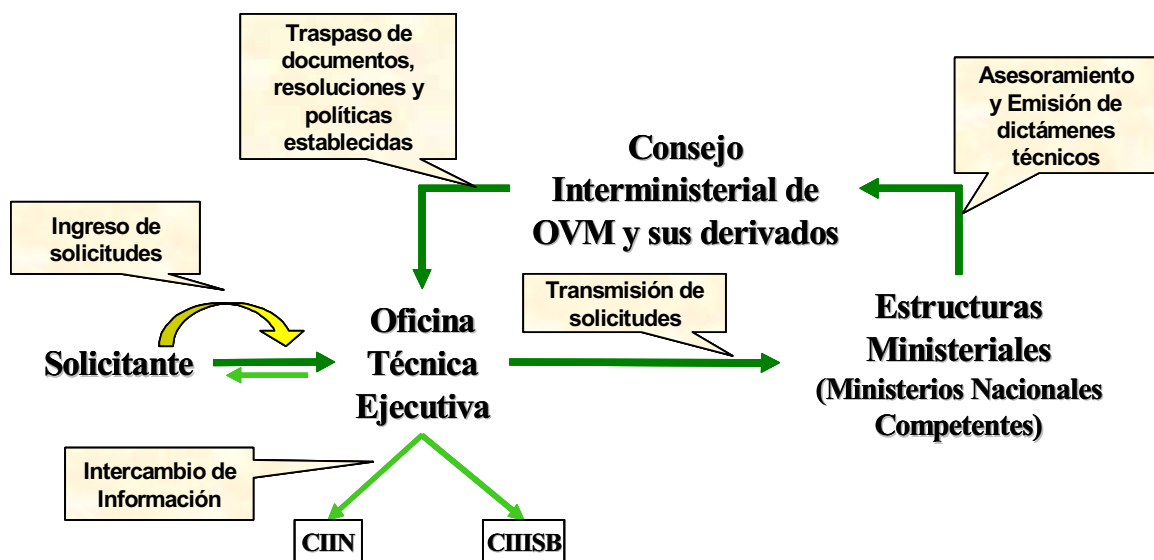 Traspaso de
documentos,
resoluciones y
políticas
establecidas
Asesoramiento
y Emisión de
dictámenes
técnicos
Consejo
Interministerial de
OVM y sus derivados
Ingreso de
solicitudes
Transmisión de
solicitudes
Solicitante
Oficina
Técnica
Ejecutiva
Estructuras
Ministeriales
(Ministerios Nacionales
Competentes)
Intercambio de
Información
CIIN
CIIISB